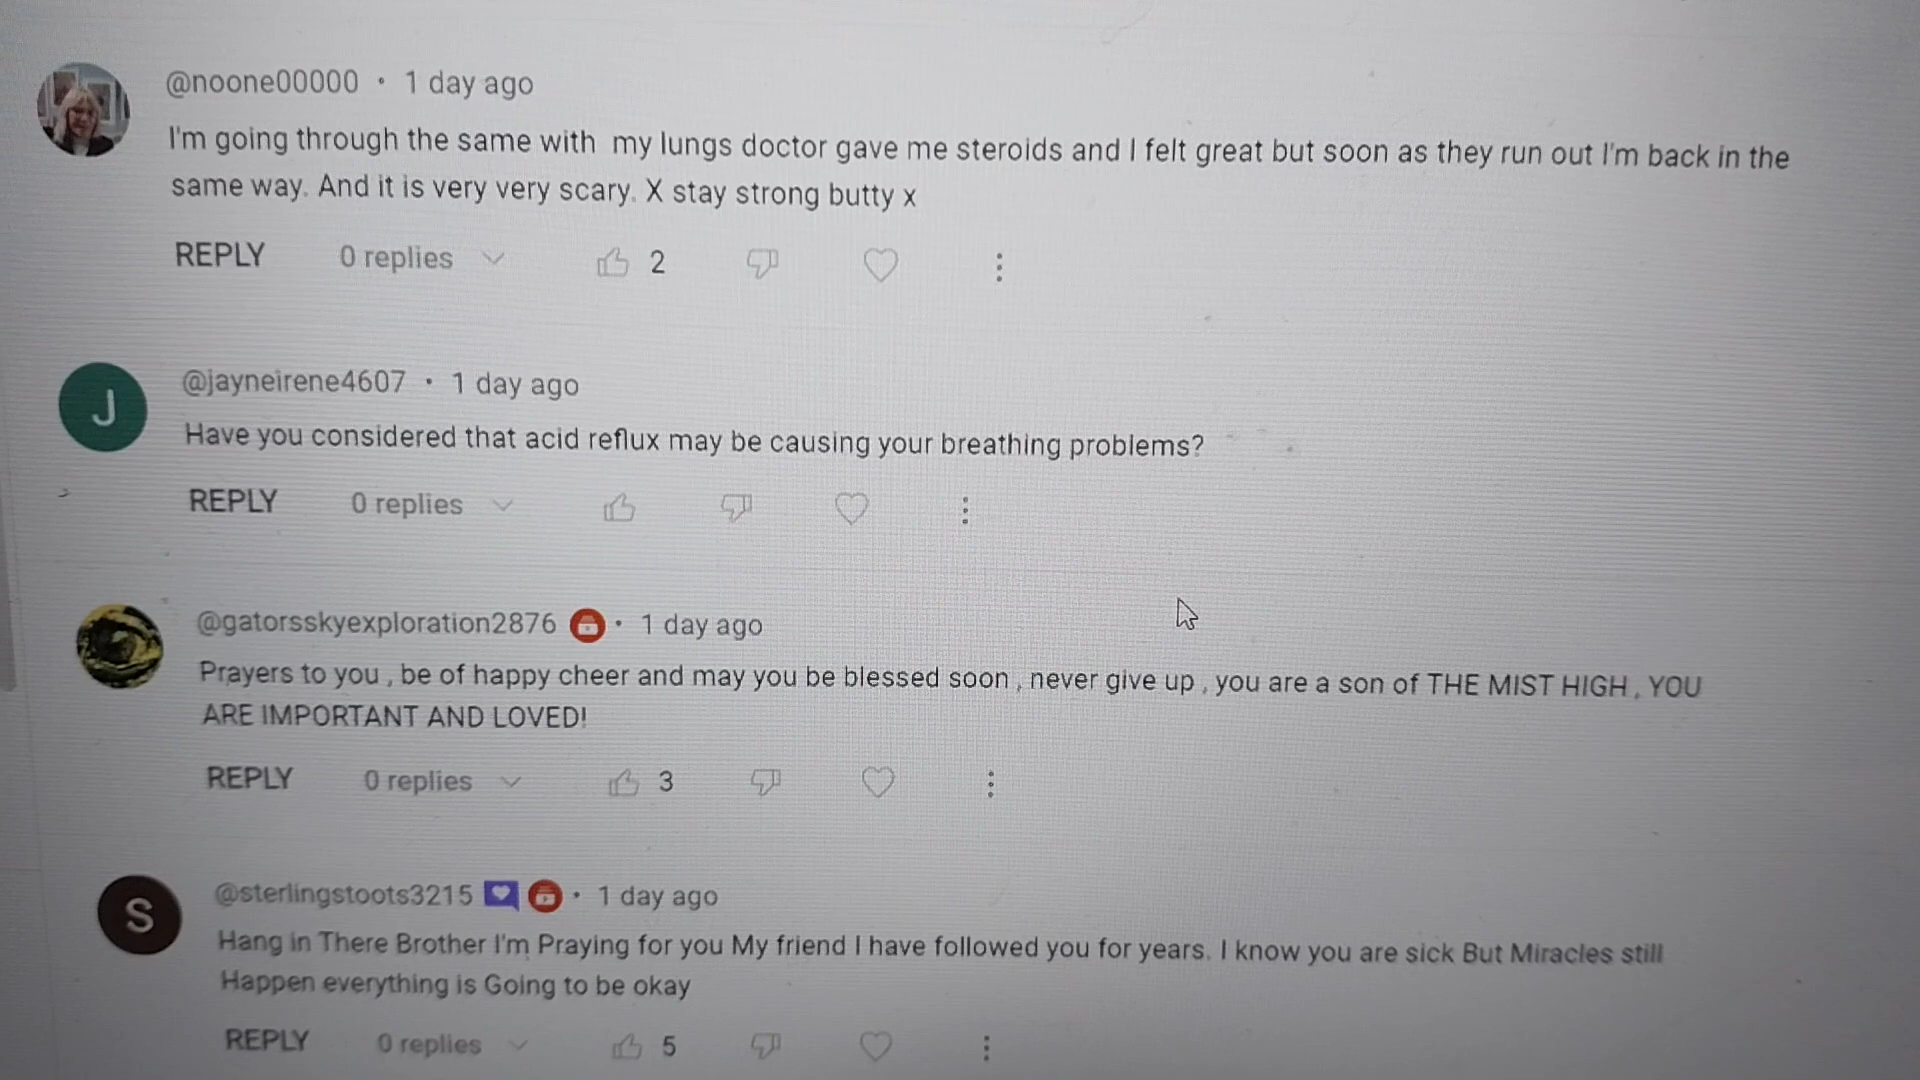 @noone00000 • 1 day ago
I'm going through the same with my lungs doctor gave me steroids and I felt great but soon as they run out I'm back in the
same way. And it is very very scary. X stay strong butty x
REPLY 0 replies 2
J
@jayneirene4607 • 1 day ago
Have you considered that acid reflux may be causing your breathing problems?
REPLY 0 replies
@gatorsskyexploration2876 • 1 day ago
Prayers to you , be of happy cheer and may you be blessed soon , never give up , you are a son of THE MIST HIGH , YOU
ARE IMPORTANT AND LOVED!
REPLY 0 replies 3
S
@sterlingstoots3215 • 1 day ago
Hang in There Brother I'm Praying for you My friend I have followed you for years. I know you are sick But Miracles still
Happen everything is Going to be okay
REPLY 0 replies 5